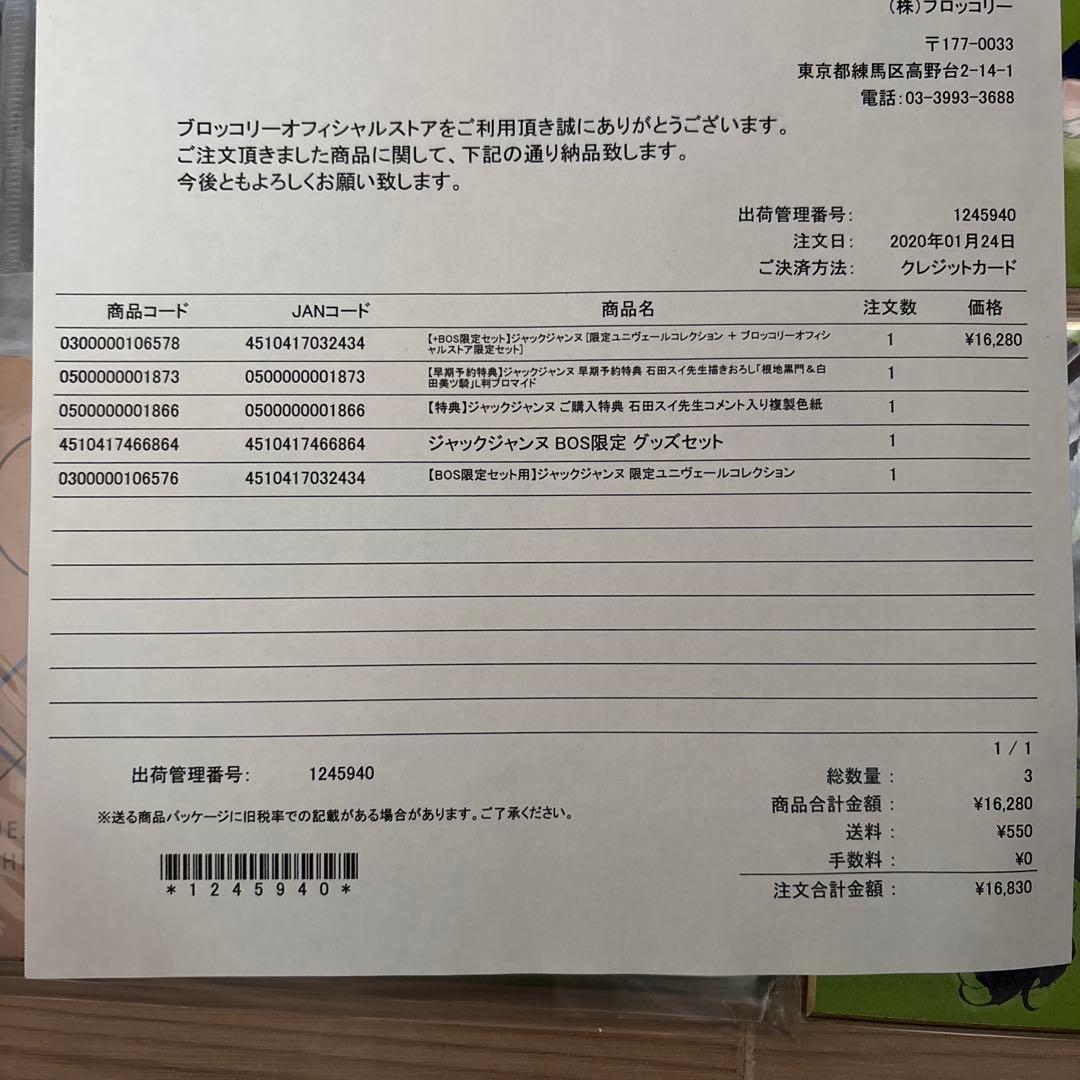 (株)ブロッコリー
〒177-0033
東京都練馬区高野台2-14-1
電話:03-3993-3688
ブロッコリーオフィシャルストアをご利用頂き誠にありがとうございます。
ご注文頂きました商品に関して、下記の通り納品致します。
今後ともよろしくお願い致します。
出荷管理番号: 1245940
注文日: 2020年01月24日
ご決済方法: クレジットカード
商品コード JANコード 商品名 注文数 価格
0300000106578 4510417032434 【+BOS限定セット】ジャックジャンヌ [限定ユニヴェールコレクション + ブロッコリーオフィシ 1 ¥16,280
ャルストア限定セット]
0500000001873 0500000001873 【早期予約特典】ジャックジャンヌ 早期予約特典 石田スイ先生描きおろし「根地黒門&白 1
田美ツ騎」L判ブロマイド
0500000001866 0500000001866 【特典】ジャックジャンヌ ご購入特典 石田スイ先生コメント入り複製色紙 1
4510417466864 4510417466864 ジャックジャンヌ BOS限定 グッズセット 1
0300000106576 4510417032434 【BOS限定セット用】ジャックジャンヌ 限定ユニヴェールコレクション 1
1 / 1
出荷管理番号: 1245940
総数量 : 3
※送る商品パッケージに旧税率での記載がある場合があります。ご了承ください。
商品合計金額 : ¥16,280
送料 : ¥550
手数料 : ¥0
注文合計金額 : ¥16,830
*1245940*